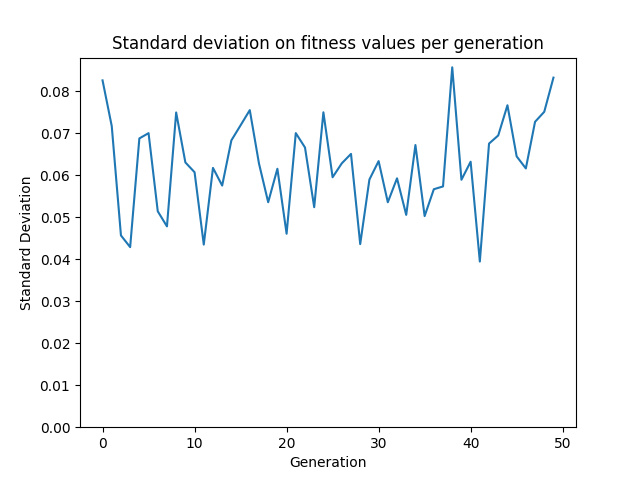 Standard deviation on fitness values per generation
0.08
0.07
0.06
0.05
0.04
0.03
0.02
0.01
0.00
Standard Deviation
0 10 20 30 40 50
Generation